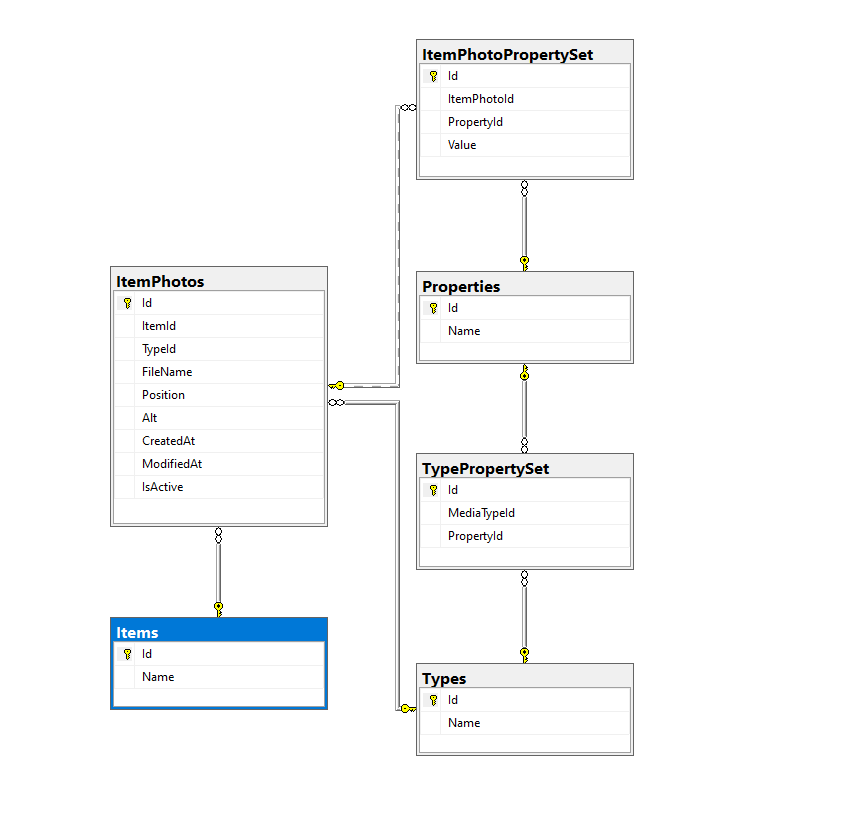 ItemPhotoPropertySet
Id
ItemPhotoId
PropertyId
Value
ItemPhotos
Id
ItemId
TypeId
FileName
Position
Alt
CreatedAt
ModifiedAt
IsActive
Properties
Id
Name
TypePropertySet
Id
MediaTypeId
PropertyId
Items
Id
Name
Types
Id
Name